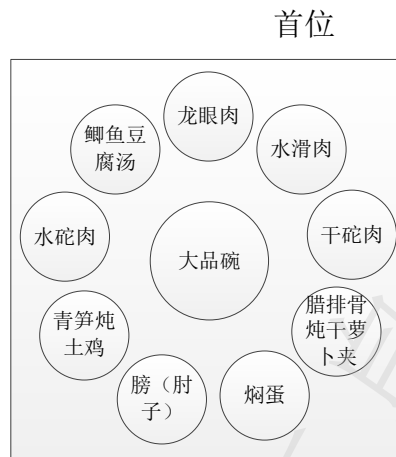 首位
龙眼肉
鲫鱼豆
腐汤
水滑肉
水砣肉
大品碗
干砣肉
青笋炖
土鸡
腊排骨
炖干萝
卜夹
膀（肘
子）
焖蛋